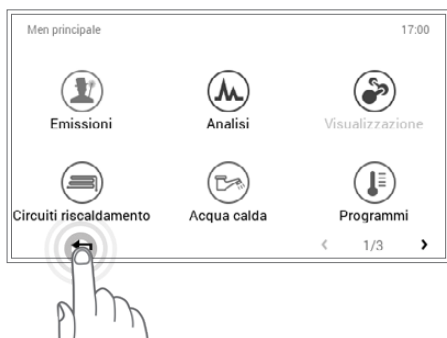 Men principale 17:00
Emissioni Analisi Visualizzazione
Circuiti riscaldamento Acqua calda Programmi
1/3